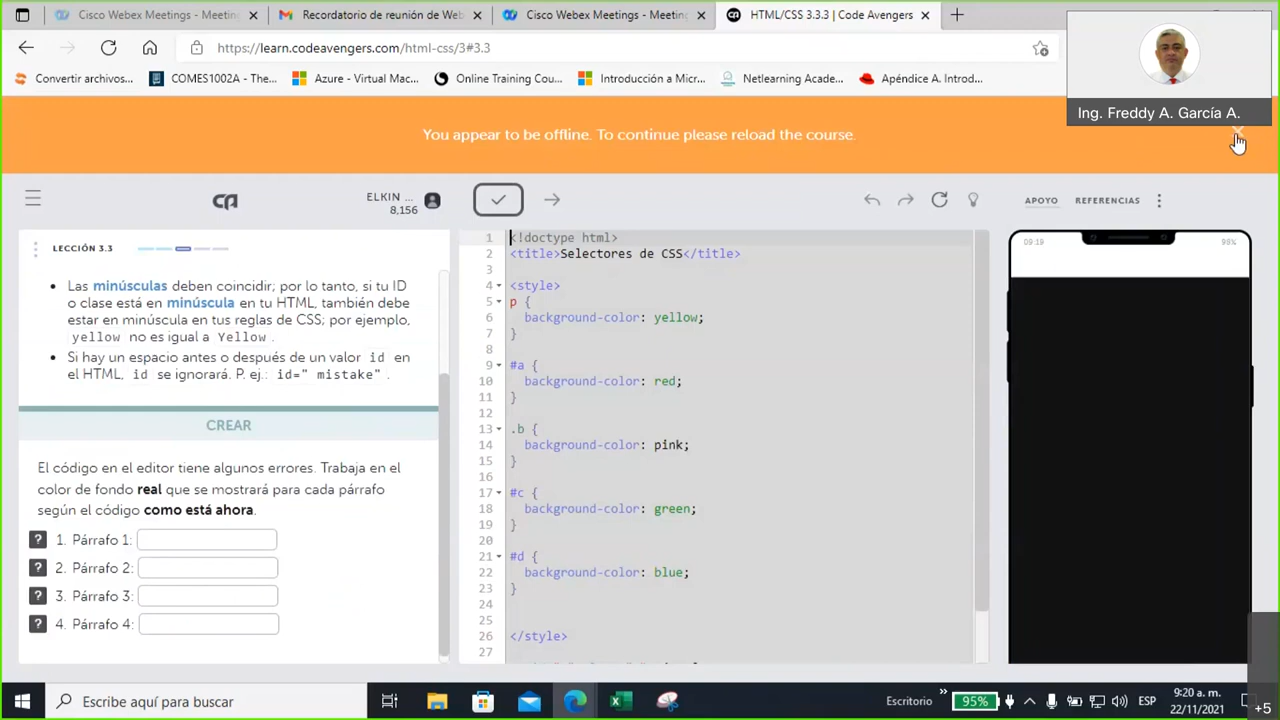 Cisco Webex Meetings - Meeting
Recordatorio de reunión de Web
Cisco Webex Meetings - Meeting
HTML/CSS 3.3.3 | Code Avengers
https://learn.codeavengers.com/html-css/3#3.3
Convertir archivos...
COMES1002A - The...
Azure - Virtual Mac...
Online Training Cou...
Introducción a Micr...
Netlearning Acade...
Apéndice A. Introd...
Ing. Freddy A. García A.
You appear to be offline. To continue please reload the course.
ELKIN ...
8,156
APOYO
REFERENCIAS
LECCIÓN 3.3
Las minúsculas deben coincidir; por lo tanto, si tu ID
o clase está en minúscula en tu HTML, también debe
estar en minúscula en tus reglas de CSS; por ejemplo,
yellow no es igual a Yellow .
Si hay un espacio antes o después de un valor id en
el HTML, id se ignorará. P. ej.: id=" mistake" .
CREAR
El código en el editor tiene algunos errores. Trabaja en el
color de fondo real que se mostrará para cada párrafo
según el código como está ahora.
? 1. Párrafo 1:
? 2. Párrafo 2:
? 3. Párrafo 3:
? 4. Párrafo 4:
1 <!doctype html>
2 <title>Selectores de CSS</title>
3
4 <style>
5 p {
6 background-color: yellow;
7 }
8
9 #a {
10 background-color: red;
11 }
12
13 .b {
14 background-color: pink;
15 }
16
17 #c {
18 background-color: green;
19 }
20
21 #d {
22 background-color: blue;
23 }
24
25
26 </style>
27
09:19
98%
Escribe aquí para buscar
Escritorio
95%
ESP
9:20 a. m.
22/11/2021
+5